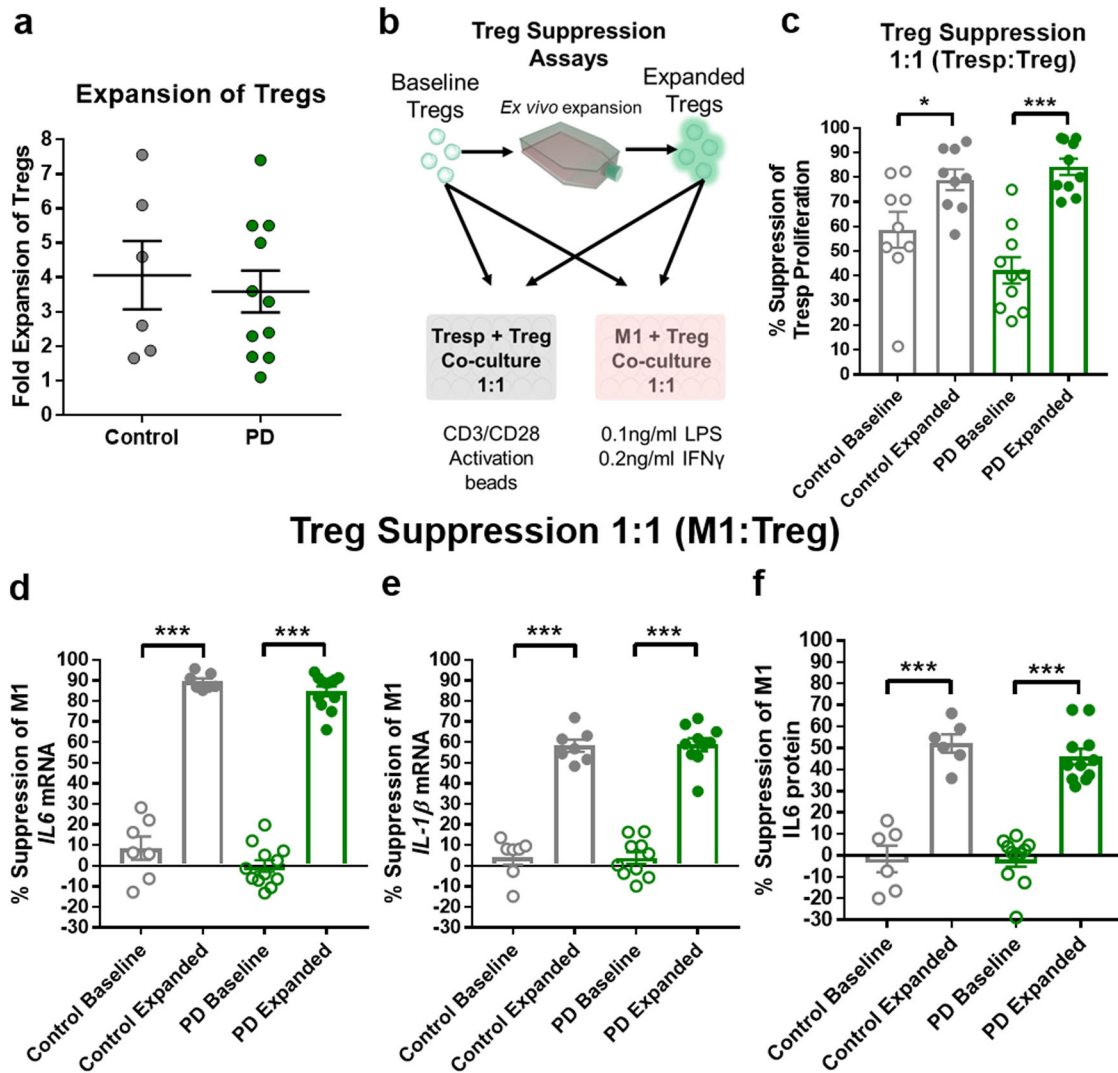 a
Expansion of Tregs
Fold Expansion of Tregs
8
7
6
5
4
3
2
1
0
Control PD
b
Treg Suppression
Assays
Baseline
Tregs
Ex vivo expansion
Expanded
Tregs
Tresp + Treg
Co-culture
1:1
M1 + Treg
Co-culture
1:1
CD3/CD28
Activation
beads
0.1ng/ml LPS
0.2ng/ml IFNγ
c
Treg Suppression
1:1 (Tresp:Treg)
* ***
% Suppression of
Tresp Proliferation
100
90
80
70
60
50
40
30
20
10
0
Control Baseline
Control Expanded
PD Baseline
PD Expanded
Treg Suppression 1:1 (M1:Treg)
d
*** ***
% Suppression of M1
IL6 mRNA
100
90
80
70
60
50
40
30
20
10
0
-10
-20
-30
Control Baseline
Control Expanded
PD Baseline
PD Expanded
e
*** ***
% Suppression of M1
IL-1β mRNA
100
90
80
70
60
50
40
30
20
10
0
-10
-20
-30
Control Baseline
Control Expanded
PD Baseline
PD Expanded
f
*** ***
% Suppression of M1
IL6 protein
100
90
80
70
60
50
40
30
20
10
0
-10
-20
-30
Control Baseline
Control Expanded
PD Baseline
PD Expanded